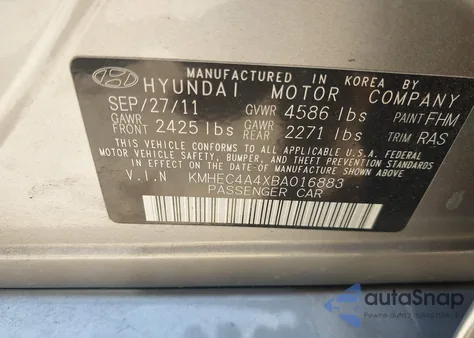 MANUFACTURED IN KOREA BY
HYUNDAI MOTOR COMPANY
SEP/27/11 GVWR 4586 lbs PAINT FHM
GAWR FRONT 2425 lbs GAWR REAR 2271 lbs TRIM RAS
THIS VEHICLE CONFORMS TO ALL APPLICABLE U.S.A. FEDERAL
MOTOR VEHICLE SAFETY, BUMPER, AND THEFT PREVENTION STANDARDS
IN EFFECT ON THE DATE OF MANUFACTURE SHOWN ABOVE.
V.I.N KMHEC4A4XBA016883
PASSENGER CAR
autoSnap